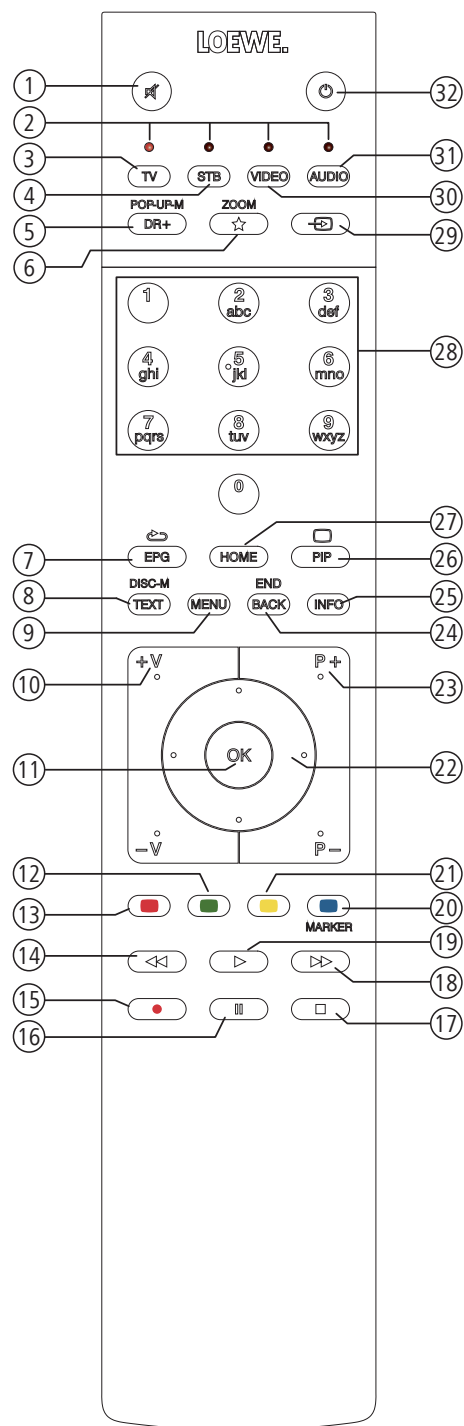 LOEWE.
1
32
2
3
TV
STB
VIDEO
AUDIO
31
4
30
POP-UP-M
ZOOM
5
DR+
29
6
1
2
3
abc
def
28
4
5
6
ghi
jkl
mno
7
8
9
pqrs
tuv
wxyz
0
27
7
EPG
HOME
PIP
26
DISC-M
END
8
TEXT
MENU
BACK
INFO
25
9
24
+V
P+
10
23
11
OK
22
−V
P−
12
21
13
20
MARKER
14
19
18
15
16
17